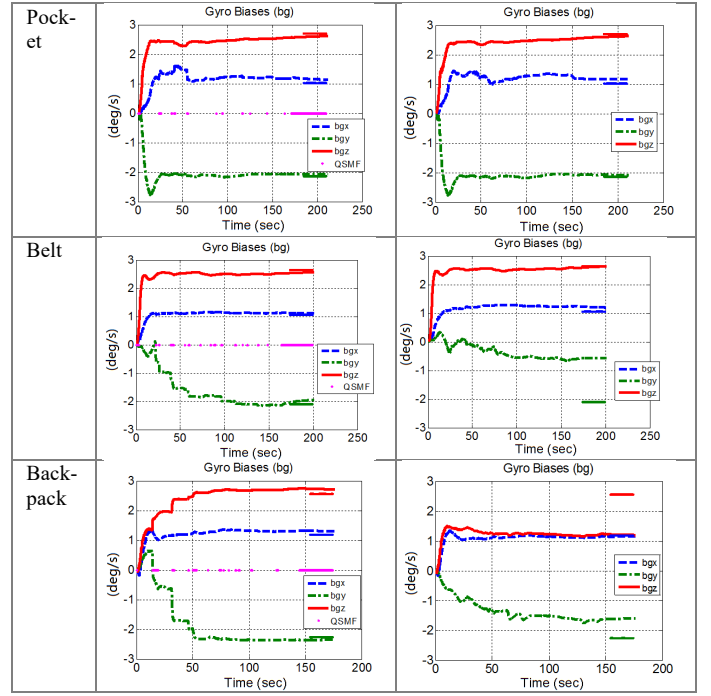 Pock-
et
Gyro Biases (bg)
3
2
1
0
-1
-2
-3
(deg/s)
0 50 100 150 200 250
Time (sec)
bgx
bgy
bgz
QSMF
Gyro Biases (bg)
3
2
1
0
-1
-2
-3
(deg/s)
0 50 100 150 200 250
Time (sec)
bgx
bgy
bgz
Belt
Gyro Biases (bg)
3
2
1
0
-1
-2
-3
(deg/s)
0 50 100 150 200 250
Time (sec)
bgx
bgy
bgz
QSMF
Gyro Biases (bg)
3
2
1
0
-1
-2
-3
(deg/s)
0 50 100 150 200 250
Time (sec)
bgx
bgy
bgz
Back-
pack
Gyro Biases (bg)
3
2
1
0
-1
-2
-3
(deg/s)
0 50 100 150 200
Time (sec)
bgx
bgy
bgz
QSMF
Gyro Biases (bg)
3
2
1
0
-1
-2
-3
(deg/s)
0 50 100 150 200
Time (sec)
bgx
bgy
bgz